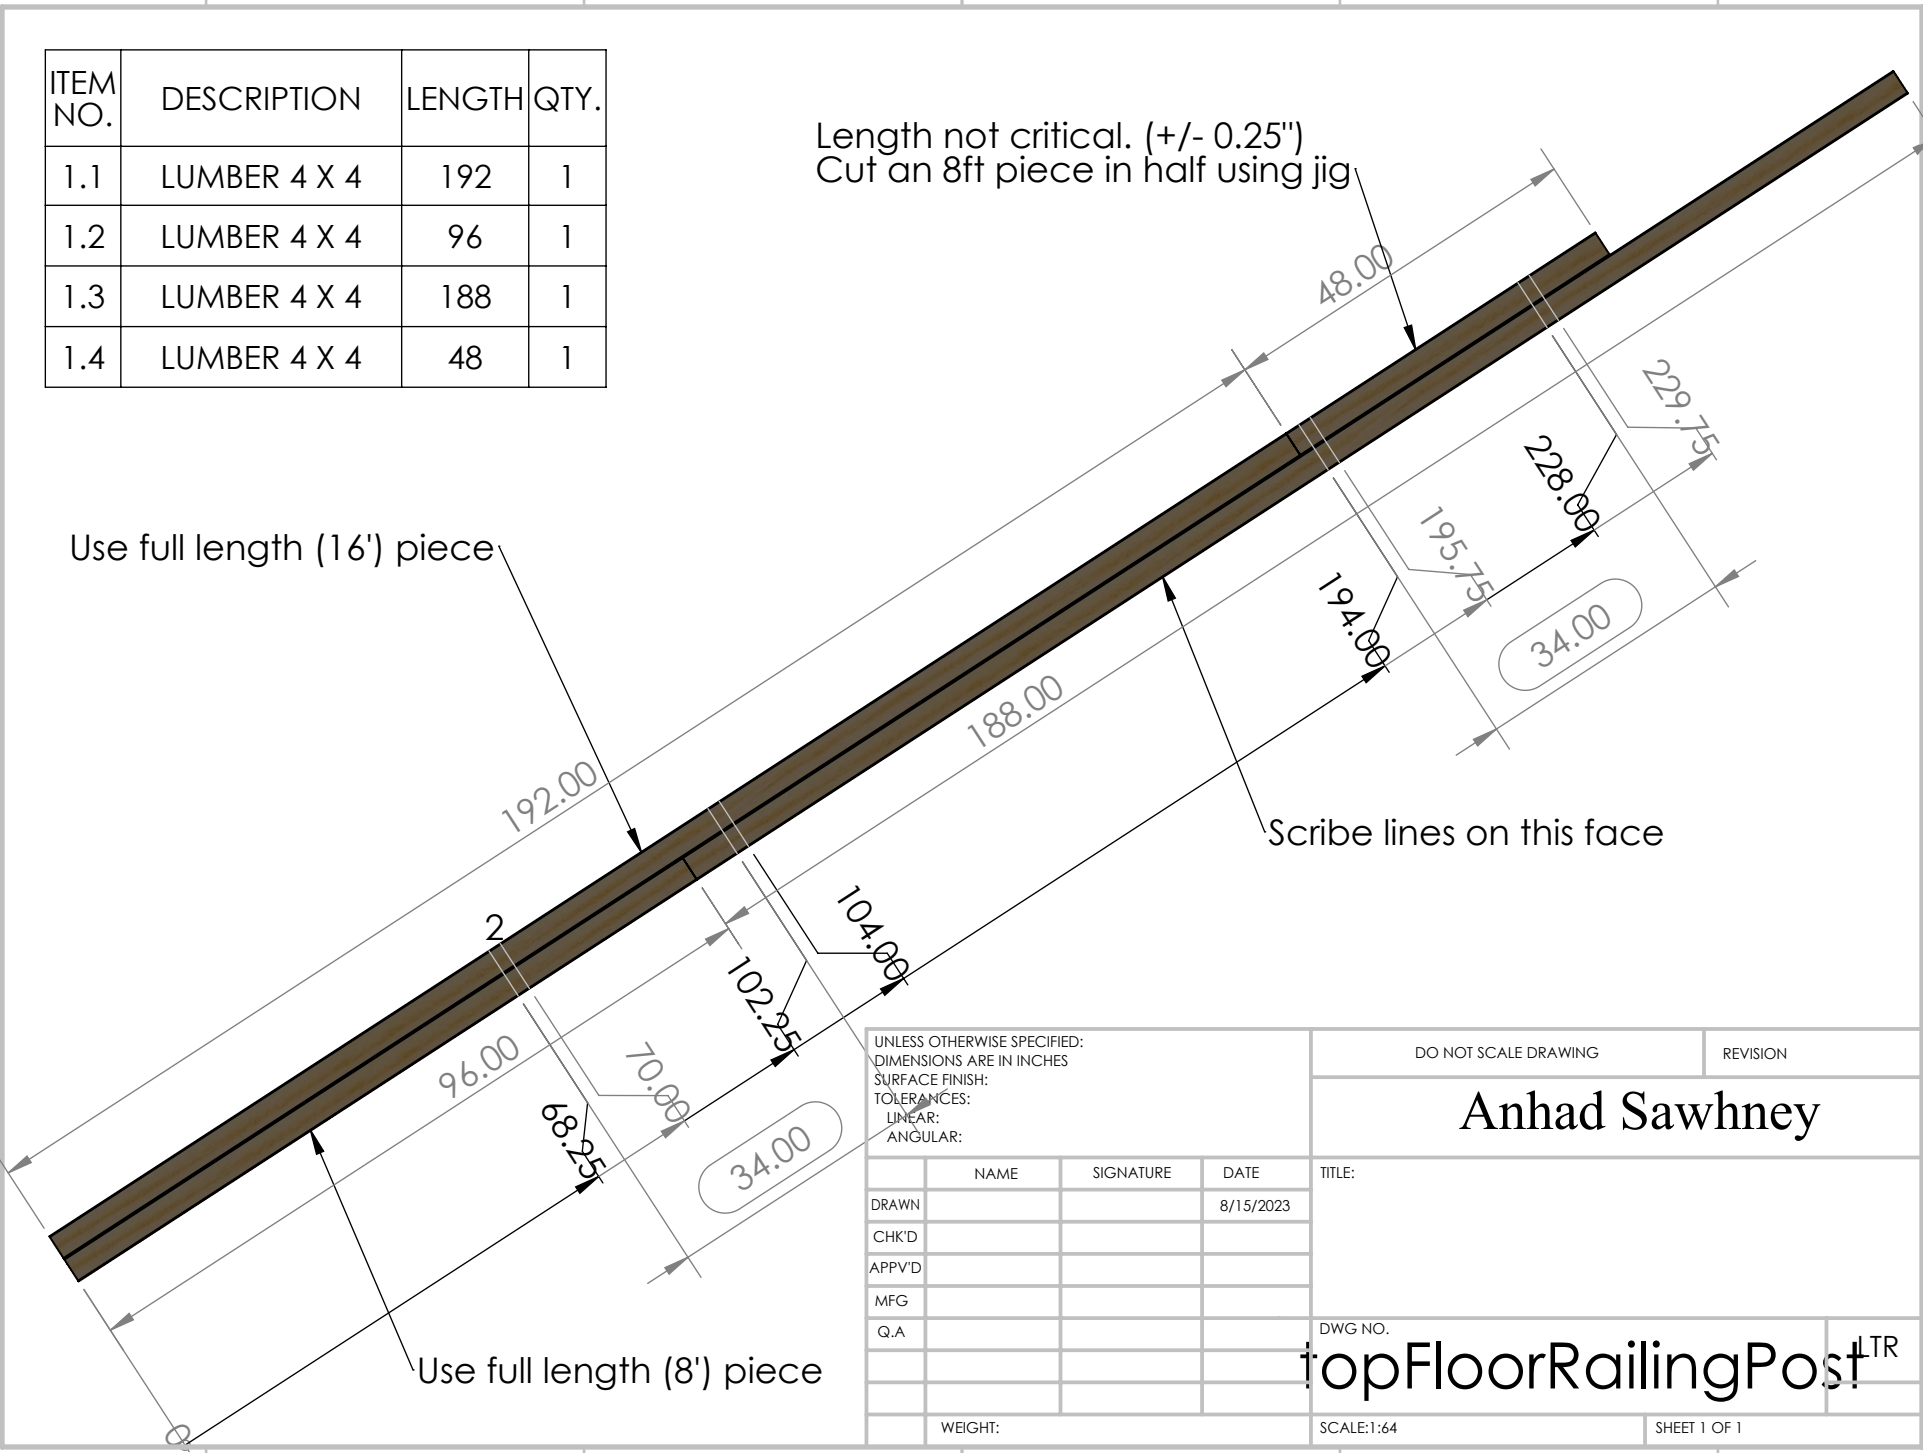 ITEM NO. DESCRIPTION LENGTH QTY.
1.1 LUMBER 4 X 4 192 1
1.2 LUMBER 4 X 4 96 1
1.3 LUMBER 4 X 4 188 1
1.4 LUMBER 4 X 4 48 1
Length not critical. (+/- 0.25")
Cut an 8ft piece in half using jig
48.00
229.75
228.00
195.75
194.00
34.00
Use full length (16') piece
188.00
192.00
Scribe lines on this face
2
104.00
102.25
96.00
70.00
68.25
34.00
Use full length (8') piece
0
UNLESS OTHERWISE SPECIFIED:
DIMENSIONS ARE IN INCHES
SURFACE FINISH:
TOLERANCES:
LINEAR:
ANGULAR:
DO NOT SCALE DRAWING
REVISION
Anhad Sawhney
NAME SIGNATURE DATE
TITLE:
DRAWN 8/15/2023
CHK'D
APPV'D
MFG
Q.A
DWG NO.
topFloorRailingPost
LTR
WEIGHT:
SCALE:1:64
SHEET 1 OF 1